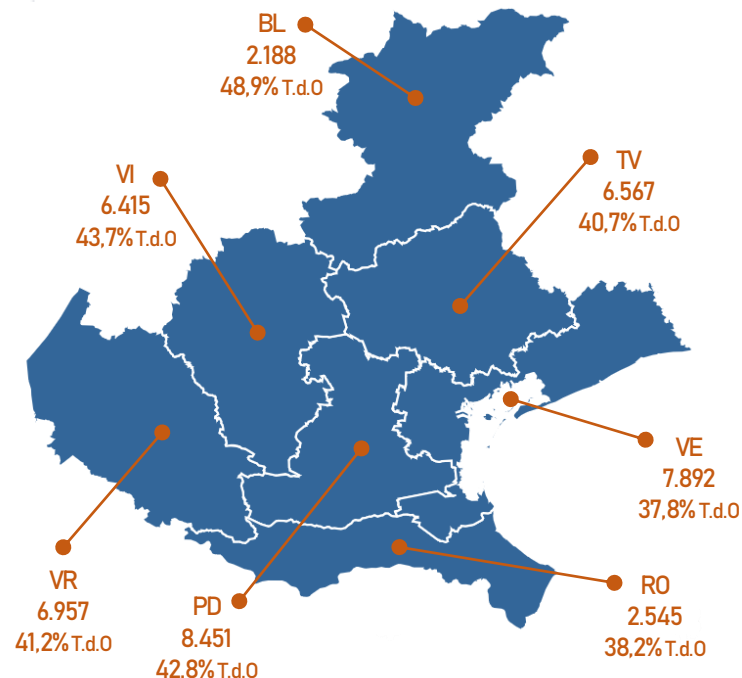 BL
2.188
48,9% T.d.O
VI
6.415
43,7% T.d.O
TV
6.567
40,7% T.d.O
VE
7.892
37,8% T.d.O
VR
6.957
41,2% T.d.O
PD
8.451
42.8% T.d.O
RO
2.545
38,2% T.d.O